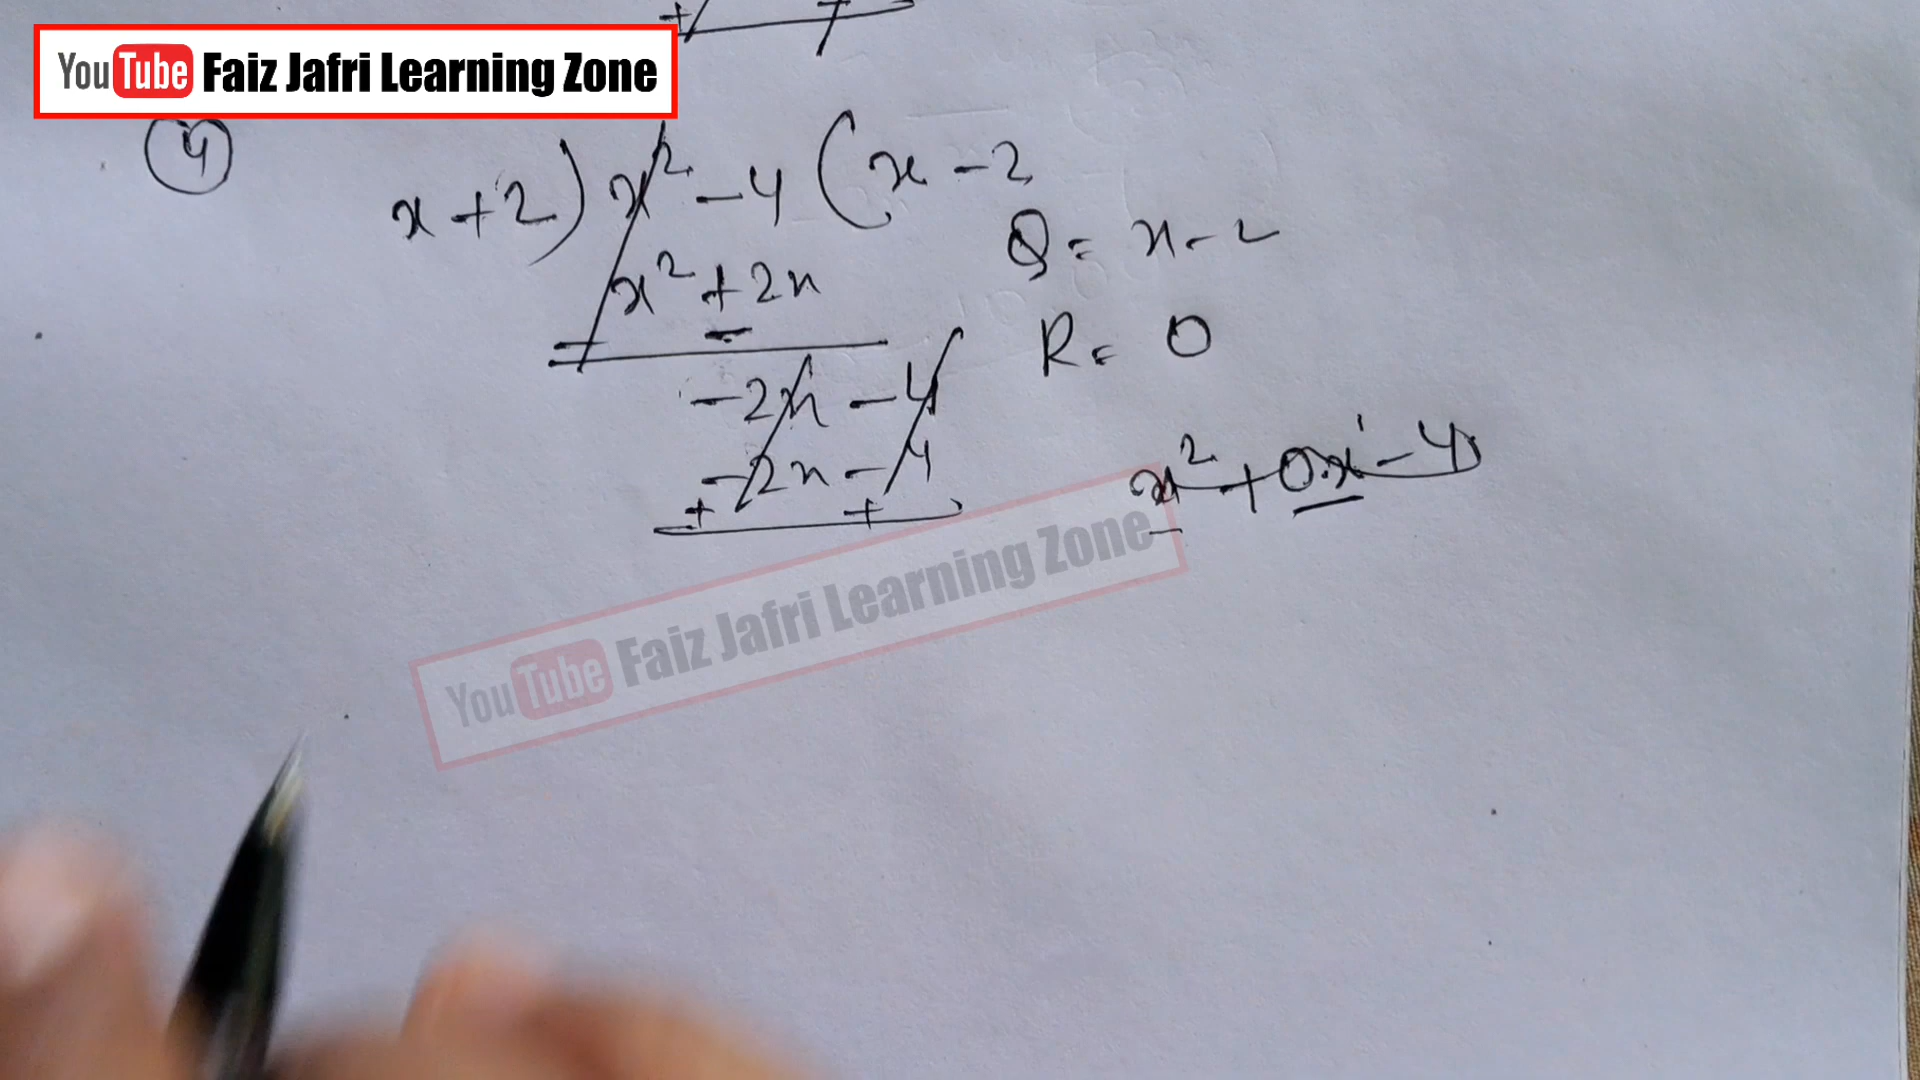 YouTube Faiz Jafri Learning Zone
4
x + 2 ) x² - 4 ( x - 2
x² + 2x
-
Q = x - 2
R = 0
-2x - 4
-2x - 4
+ +
x² + 0.x - 4
YouTube Faiz Jafri Learning Zone